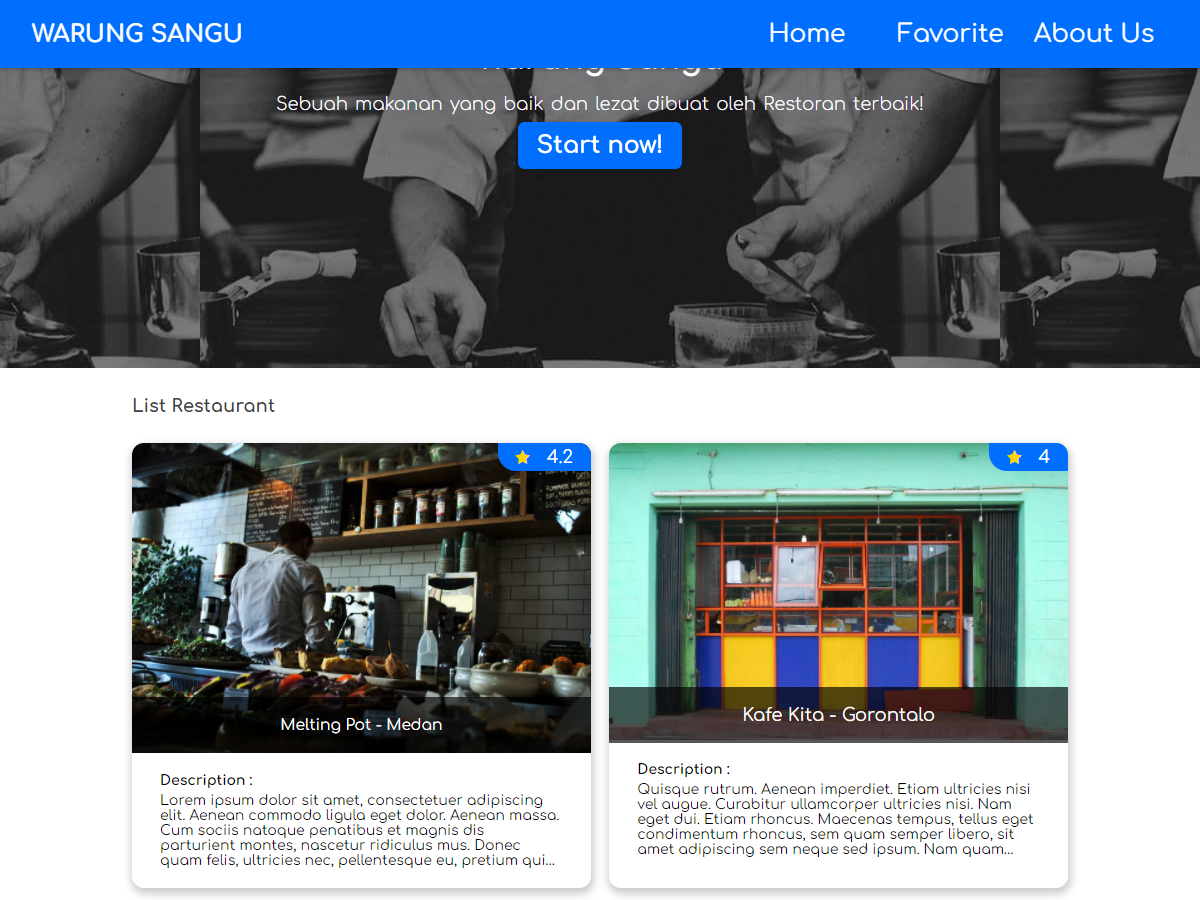 WARUNG SANGU
Home Favorite About Us
Sebuah makanan yang baik dan lezat dibuat oleh Restoran terbaik!
Start now!
List Restaurant
4.2
Melting Pot - Medan
Description :
Lorem ipsum dolor sit amet, consectetuer adipiscing
elit. Aenean commodo ligula eget dolor. Aenean massa.
Cum sociis natoque penatibus et magnis dis
parturient montes, nascetur ridiculus mus. Donec
quam felis, ultricies nec, pellentesque eu, pretium qui...
4
Kafe Kita - Gorontalo
Description :
Quisque rutrum. Aenean imperdiet. Etiam ultricies nisi
vel augue. Curabitur ullamcorper ultricies nisi. Nam
eget dui. Etiam rhoncus. Maecenas tempus, tellus eget
condimentum rhoncus, sem quam semper libero, sit
amet adipiscing sem neque sed ipsum. Nam quam...